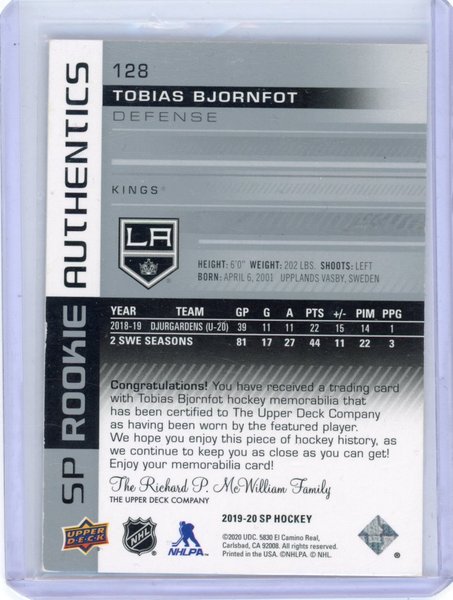 SP ROOKIE AUTHENTICS
128
TOBIAS BJORNFOT
DEFENSE
KINGS®
LA
HEIGHT: 6'0" WEIGHT: 202 LBS. SHOOTS: LEFT
BORN: APRIL 6, 2001 UPPLANDS VASBY, SWEDEN
YEAR TEAM GP G A PTS +/- PIM PPG
2018-19 DJURGARDENS (U-20) 39 11 11 22 15 14 1
2 SWE SEASONS 81 17 27 44 11 22 3
Congratulations! You have received a trading card
with Tobias Bjornfot hockey memorabilia that
has been certified to The Upper Deck Company
as having been worn by the featured player.
We hope you enjoy this piece of hockey history, as
we continue to keep you as close as you can get!
Enjoy your memorabilia card!
The Richard P. McWilliam Family
THE UPPER DECK COMPANY
2019-20 SP HOCKEY
UPPER DECK
NHL
NHLPA
©2020 UDC. 5830 El Camino Real,
Carlsbad, CA 92008. All rights reserved.
Printed in the USA. ©NHLPA. © NHL.
®